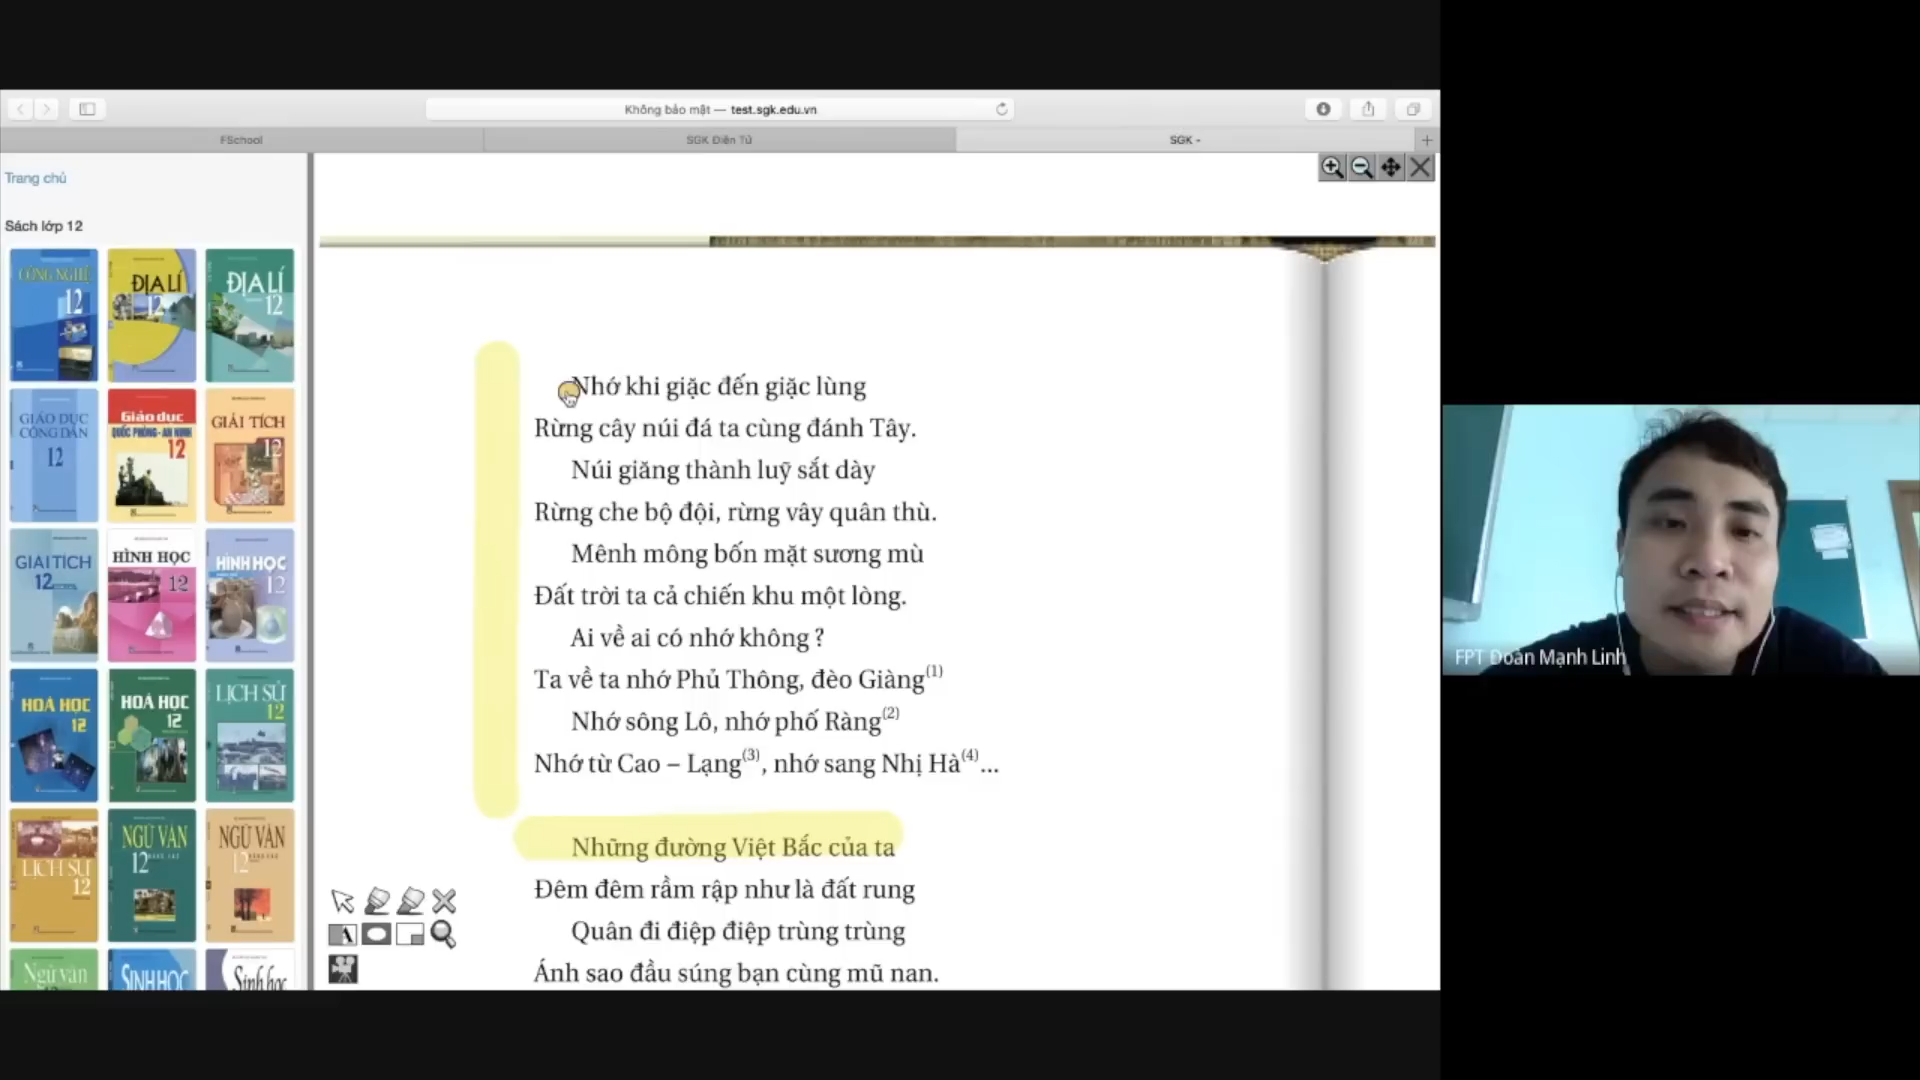 Không bảo mật — test.sgk.edu.vn
FSchool
SGK Điện Tử
SGK -
Trang chủ
Sách lớp 12
CÔNG NGHỆ 12
ĐỊA LÍ 12
ĐỊA LÍ 12
GIÁO DỤC CÔNG DÂN 12
Giáo dục QUỐC PHÒNG - AN NINH 12
GIẢI TÍCH 12
GIẢI TÍCH 12
HÌNH HỌC 12
HÌNH HỌC 12
HOÁ HỌC 12
HOÁ HỌC 12
LỊCH SỬ 12
LỊCH SỬ 12
NGỮ VĂN 12
NGỮ VĂN 12
Ngữ văn
SINH HỌC
Sinh học
Nhớ khi giặc đến giặc lùng
Rừng cây núi đá ta cùng đánh Tây.
Núi giăng thành luỹ sắt dày
Rừng che bộ đội, rừng vây quân thù.
Mênh mông bốn mặt sương mù
Đất trời ta cả chiến khu một lòng.
Ai về ai có nhớ không ?
Ta về ta nhớ Phủ Thông, đèo Giàng(1)
Nhớ sông Lô, nhớ phố Ràng(2)
Nhớ từ Cao – Lạng(3), nhớ sang Nhị Hà(4)...
Những đường Việt Bắc của ta
Đêm đêm rầm rập như là đất rung
Quân đi điệp điệp trùng trùng
Ánh sao đầu súng bạn cùng mũ nan.
FPT Đoàn Mạnh Linh